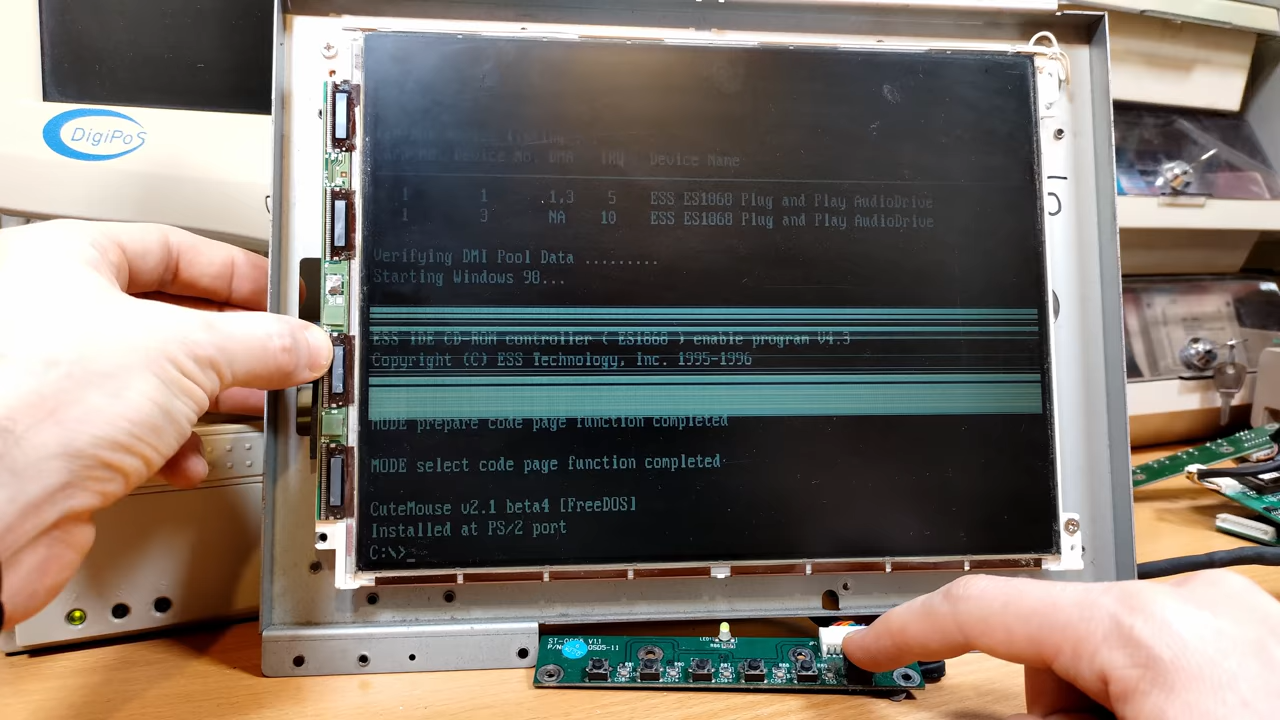 DigiPoS
Device No. DMA IRQ Device Name
1 1 1,3 5 ESS ES1868 Plug and Play AudioDrive
1 3 NA 10 ESS ES1868 Plug and Play AudioDrive
Verifying DMI Pool Data .........
Starting Windows 98...
ESS IDE CD-ROM controller ( ES1868 ) enable program V4.3
Copyright (C) ESS Technology, Inc. 1995-1996
MODE prepare code page function completed
MODE select code page function completed
CuteMouse v2.1 beta4 [FreeDOS]
Installed at PS/2 port
C:\>_
V1.1
LED1